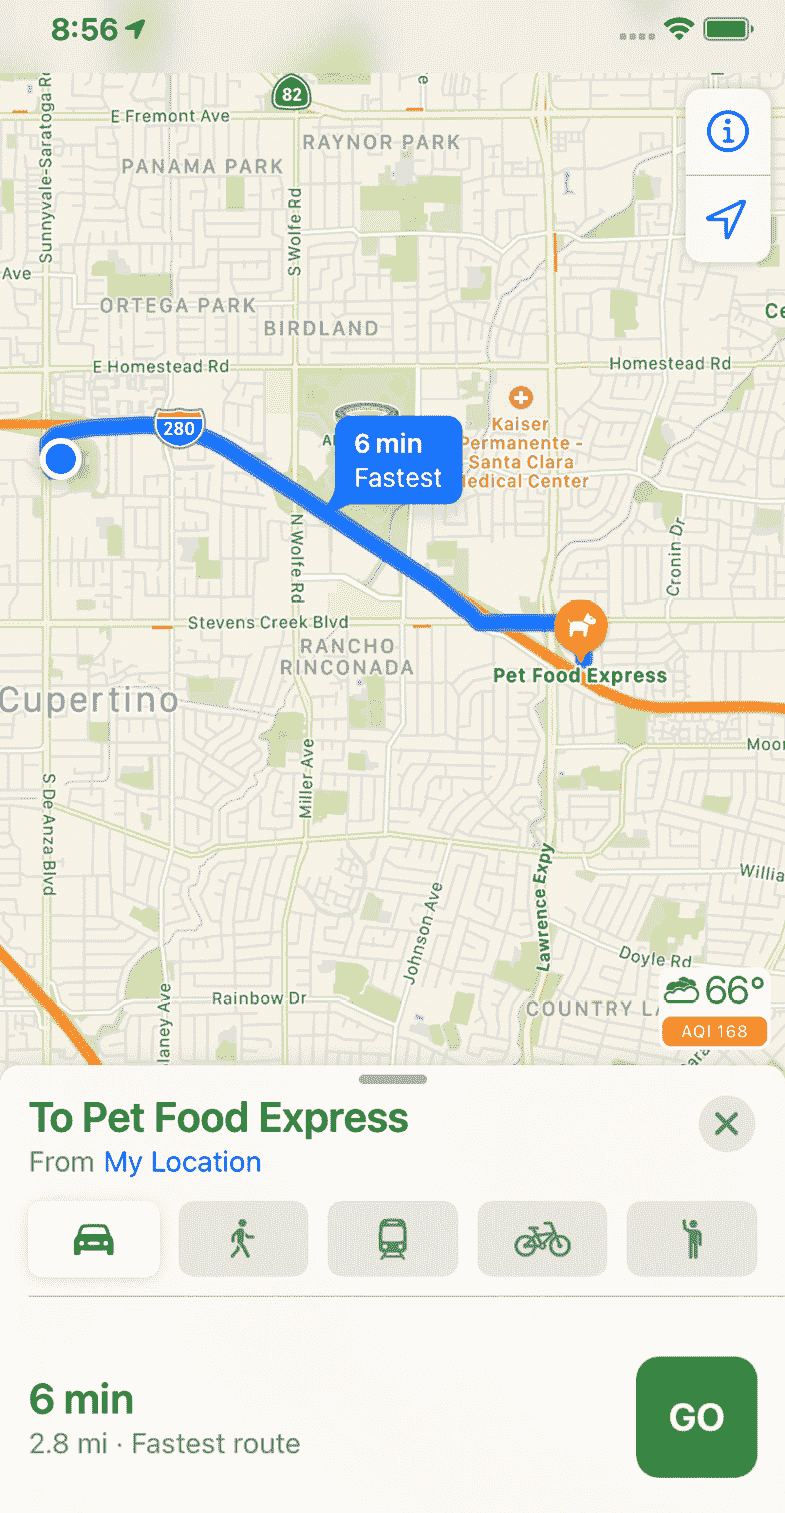 8:56
82
E Fremont Ave
RAYNOR PARK
PANAMA PARK
Sunnyvale-Saratoga
S Wolfe Rd
Ave
ORTEGA PARK
BIRDLAND
E Homestead Rd
Homestead Rd
280
6 min
Fastest
Kaiser
Permanente -
Santa Clara
Medical Center
N Wolfe Rd
Cronin Dr
Stevens Creek Blvd
RANCHO
RINCONADA
Pet Food Express
Cupertino
Miller Ave
S De Anza Blvd
Lawrence Expy
Johnson Ave
Doyle Rd
66°
Rainbow Dr
COUNTRY
AQI 168
To Pet Food Express
From My Location
6 min
2.8 mi · Fastest route
GO